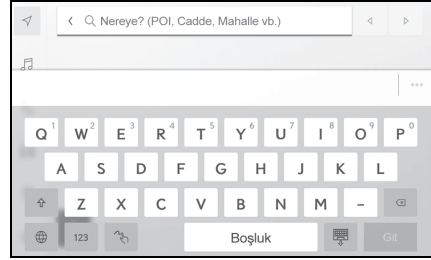 Nereye? (POI, Cadde, Mahalle vb.)
Q 1 W 2 E 3 R 4 T 5 Y 6 U 7 I 8 O 9 P 0
A S D F G H J K L
Z X C V B N M -
123 Boşluk Git